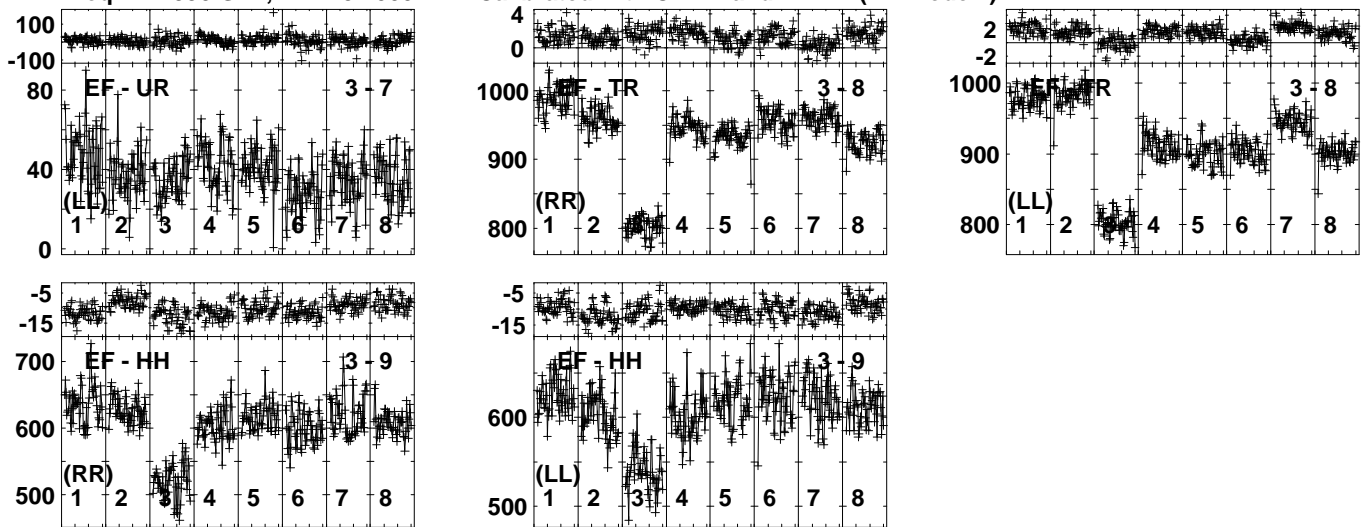 100
-100
80
40
0
EF - UR
3 - 7
(LL)
1 2 3 4 5 6 7 8
4
0
1000
900
800
EF - TR
3 - 8
(RR)
1 2 4 5 6 7 8
2
-2
1000
900
800
3 - 8
(LL)
1 2 4 5 6 7 8
-5
-15
700
600
500
EF - HH
3 - 9
(RR)
1 2 3 4 5 6 7 8
-5
-15
600
500
EF - HH
3 - 9
(LL)
1 2 3 4 5 6 7 8